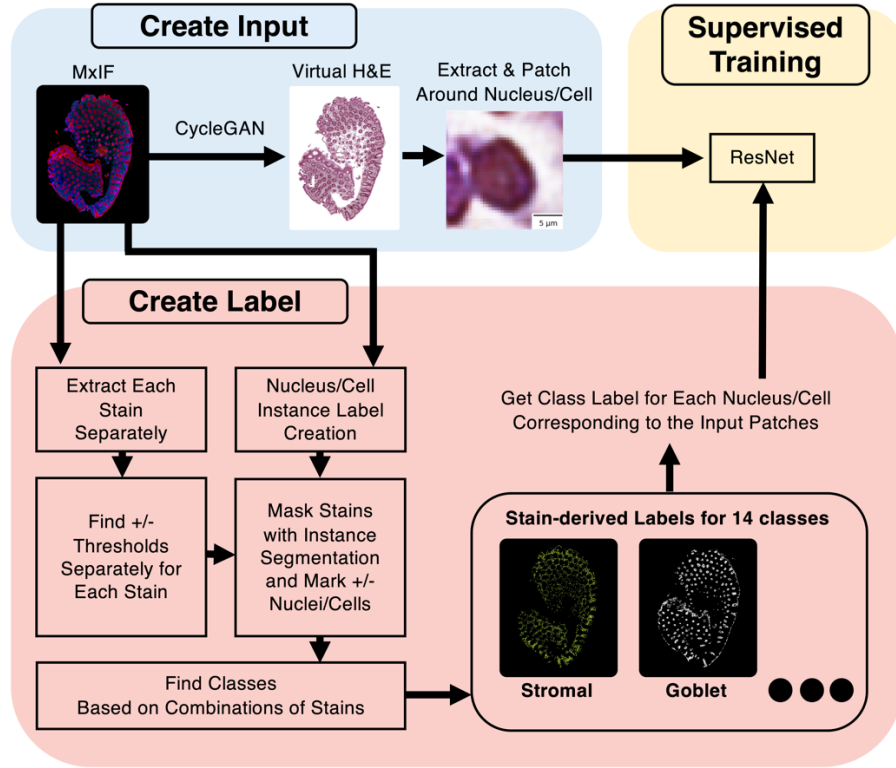 Create Input
MxIF
CycleGAN
Virtual H&E
Extract & Patch
Around Nucleus/Cell
5 μm
Supervised
Training
ResNet
Create Label
Extract Each
Stain
Separately
Nucleus/Cell
Instance Label
Creation
Find +/-
Thresholds
Separately for
Each Stain
Mask Stains
with Instance
Segmentation
and Mark +/-
Nuclei/Cells
Find Classes
Based on Combinations of Stains
Get Class Label for Each Nucleus/Cell
Corresponding to the Input Patches
Stain-derived Labels for 14 classes
Stromal
Goblet